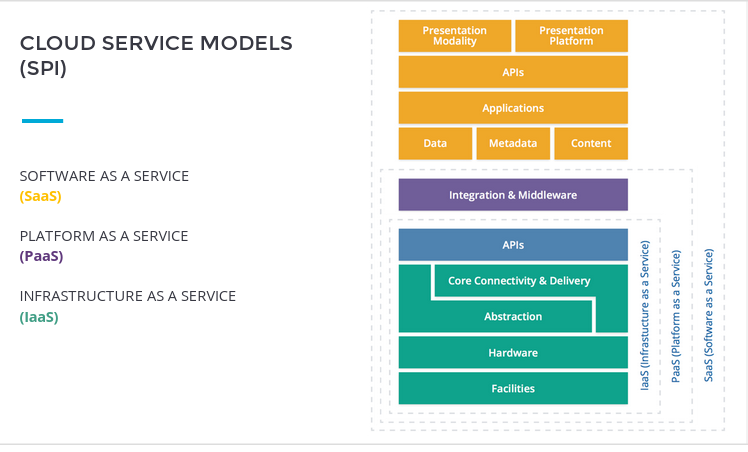 CLOUD SERVICE MODELS
(SPI)
SOFTWARE AS A SERVICE
(SaaS)
PLATFORM AS A SERVICE
(PaaS)
INFRASTRUCTURE AS A SERVICE
(IaaS)
Presentation
Modality
Presentation
Platform
APIs
Applications
Data
Metadata
Content
Integration & Middleware
APIs
Core Connectivity & Delivery
Abstraction
Hardware
Facilities
IaaS (Infrastucture as a Service)
PaaS (Platform as a Service)
SaaS (Software as a Service)